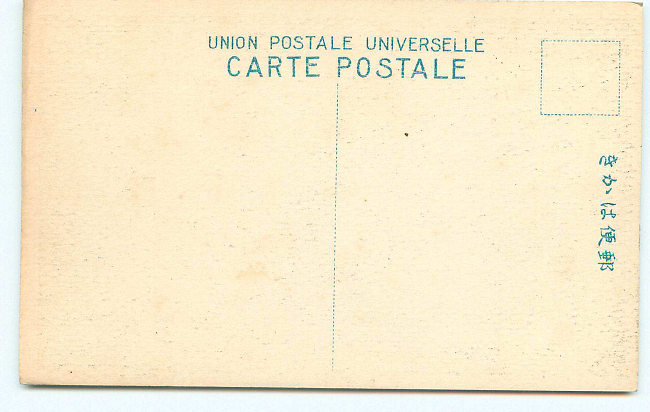 UNION POSTALE UNIVERSELLE
CARTE POSTALE
きかは便郵